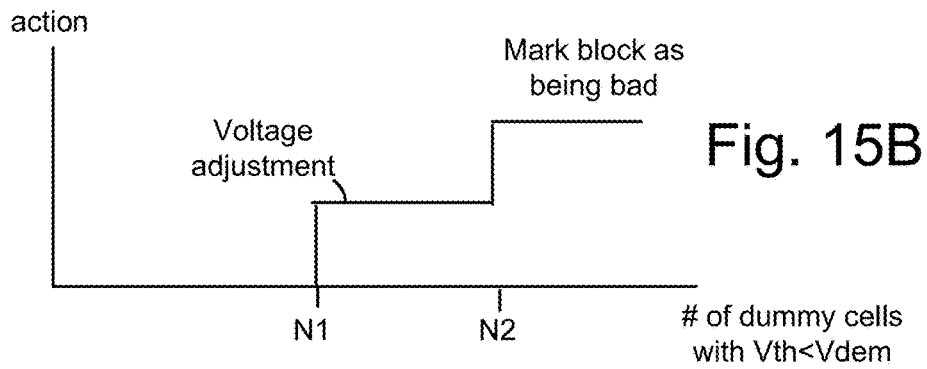 action
Mark block as
being bad
Voltage
adjustment
Fig. 15B
N1
N2
# of dummy cells
with Vth<Vdem